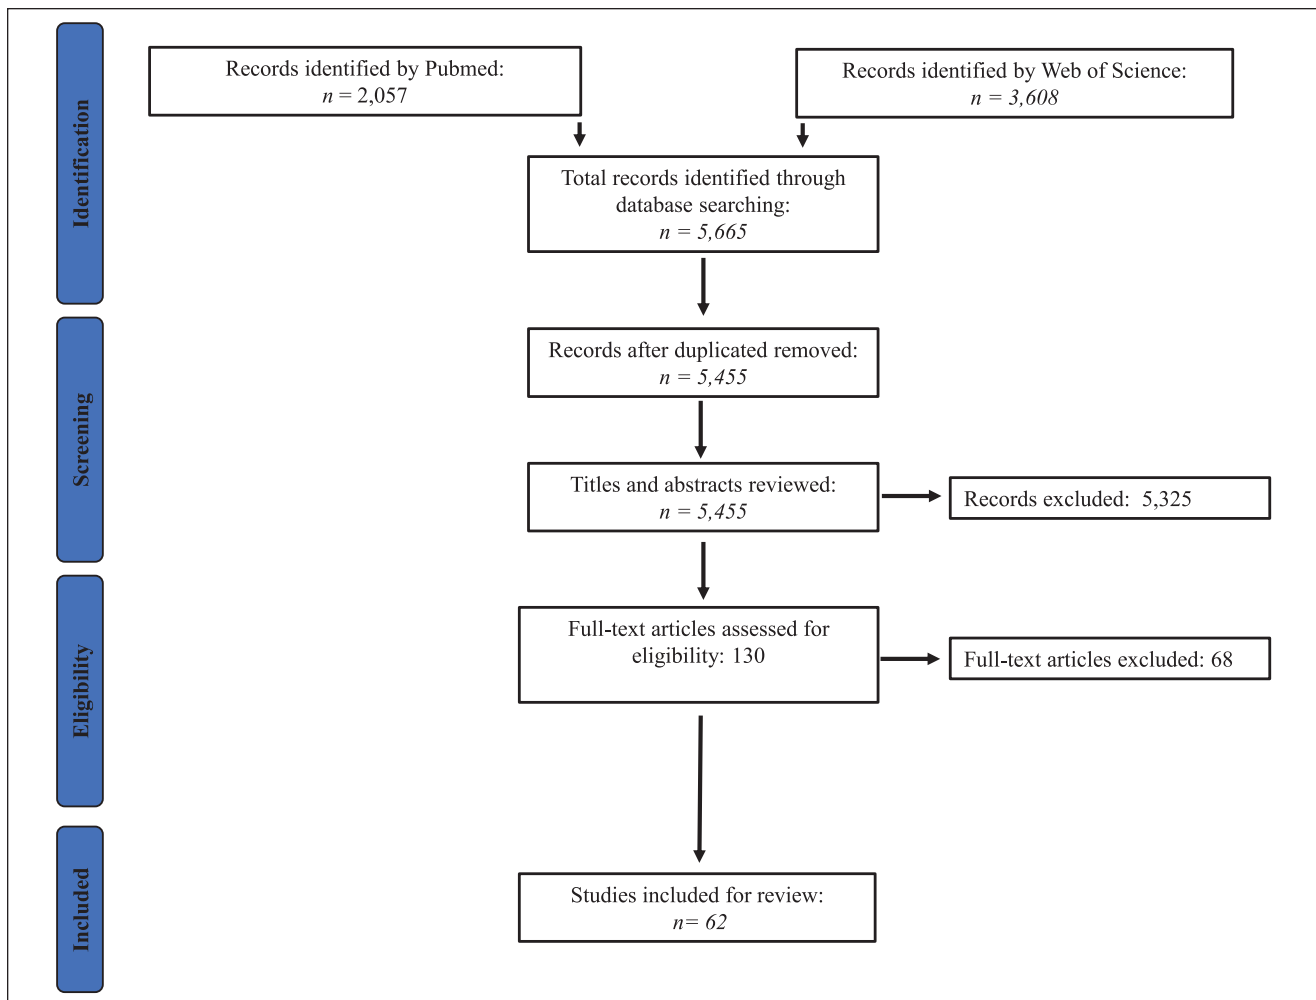 Identification
Records identified by Pubmed:
n = 2,057
Records identified by Web of Science:
n = 3,608
Total records identified through
database searching:
n = 5,665
Screening
Records after duplicated removed:
n = 5,455
Titles and abstracts reviewed:
n = 5,455
Records excluded:  5,325
Eligibility
Full-text articles assessed for
eligibility: 130
Full-text articles excluded: 68
Included
Studies included for review:
n= 62